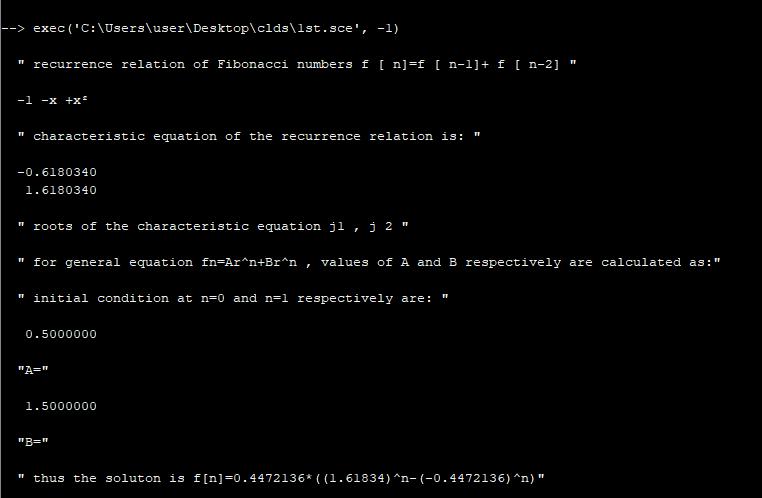 --> exec('C:\Users\user\Desktop\clds\1st.sce', -1)
" recurrence relation of Fibonacci numbers f [ n]=f [ n-1]+ f [ n-2] "
-1 -x +x²
" characteristic equation of the recurrence relation is: "
-0.6180340
1.6180340
" roots of the characteristic equation j1 , j 2 "
" for general equation fn=Ar^n+Br^n , values of A and B respectively are calculated as:"
" initial condition at n=0 and n=1 respectively are: "
0.5000000
"A="
1.5000000
"B="
" thus the soluton is f[n]=0.4472136*((1.61834)^n-(-0.4472136)^n)"